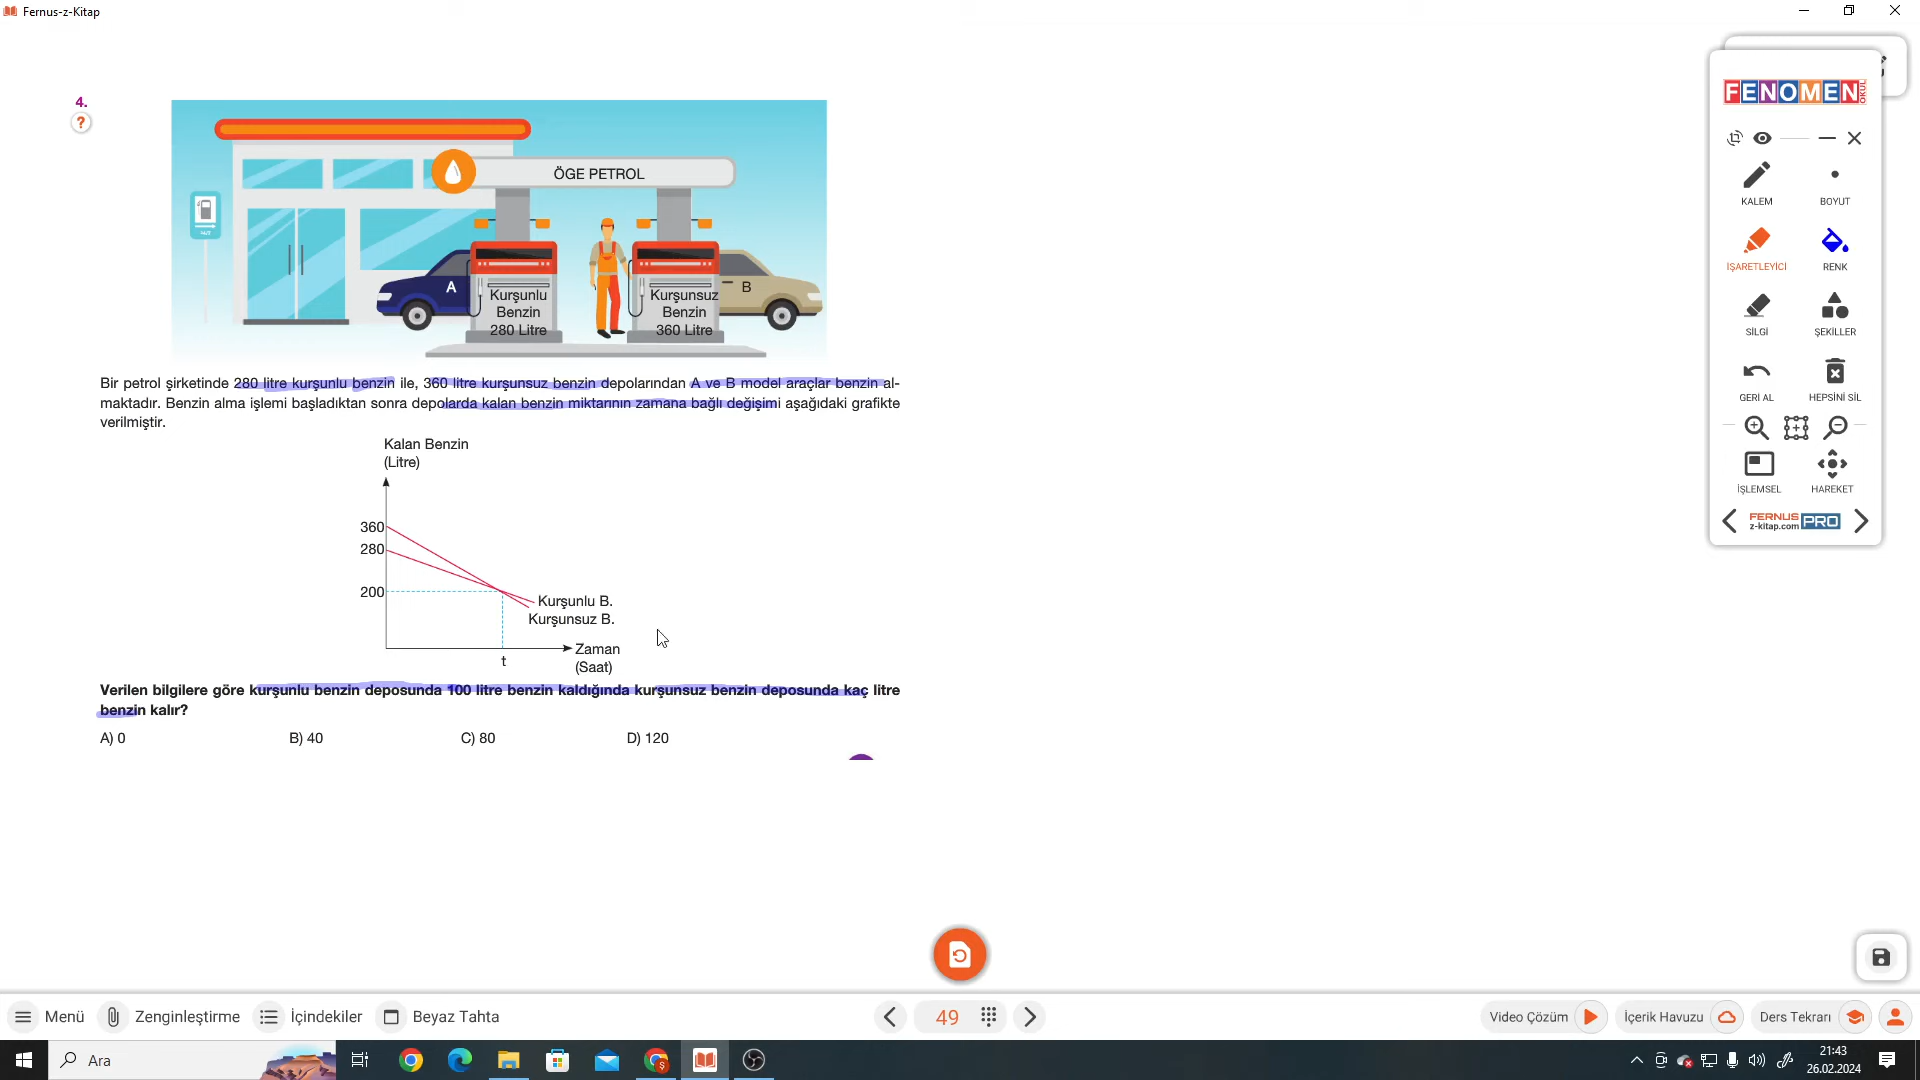 Fernus-z-Kitap
4.
?
ÖGE PETROL
A
B
Kurşunlu
Benzin
280 Litre
Kurşunsuz
Benzin
360 Litre
Bir petrol şirketinde 280 litre kurşunlu benzin ile, 360 litre kurşunsuz benzin depolarından A ve B model araçlar benzin al-
maktadır. Benzin alma işlemi başladıktan sonra depolarda kalan benzin miktarının zamana bağlı değişimi aşağıdaki grafikte
verilmiştir.
Kalan Benzin
(Litre)
360
280
200
Kurşunlu B.
Kurşunsuz B.
Zaman
(Saat)
t
Verilen bilgilere göre kurşunlu benzin deposunda 100 litre benzin kaldığında kurşunsuz benzin deposunda kaç litre
benzin kalır?
A) 0 B) 40 C) 80 D) 120
FENOMEN OKUL
KALEM BOYUT
İŞARETLEYİCİ RENK
SİLGİ ŞEKİLLER
GERİ AL HEPSİNİ SİL
İŞLEMSEL HAREKET
FERNUS
z-kitap.com PRO
Menü Zenginleştirme İçindekiler Beyaz Tahta
49
Video Çözüm İçerik Havuzu Ders Tekrarı
Ara
21:43
26.02.2024